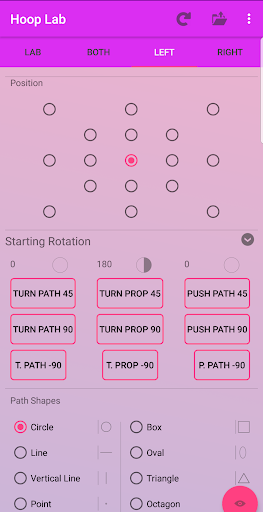 Hoop Lab
LAB BOTH LEFT RIGHT
Position
Starting Rotation
0 180 0
TURN PATH 45 TURN PROP 45 PUSH PATH 45
TURN PATH 90 TURN PROP 90 PUSH PATH 90
T. PATH -90 T. PROP -90 P. PATH -90
Path Shapes
Circle Box
Line Oval
Vertical Line Triangle
Point Octagon